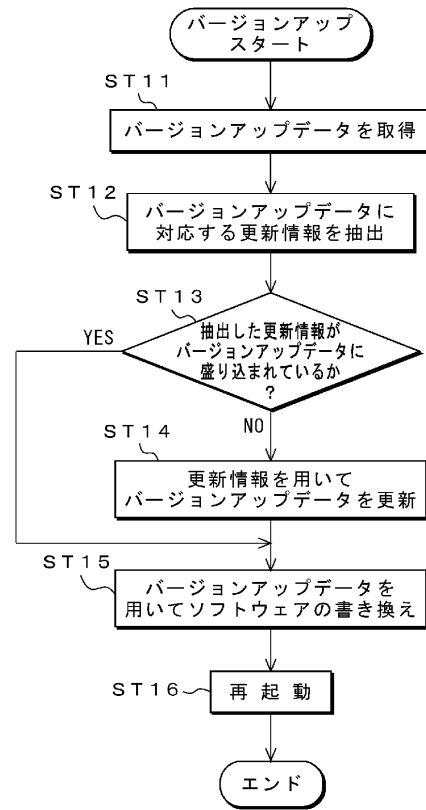 バージョンアップ
スタート
ST11
バージョンアップデータを取得
ST12
バージョンアップデータに
対応する更新情報を抽出
ST13
抽出した更新情報が
バージョンアップデータに
盛り込まれているか
?
YES
NO
ST14
更新情報を用いて
バージョンアップデータを更新
ST15
バージョンアップデータを
用いてソフトウェアの書き換え
ST16
再起動
エンド